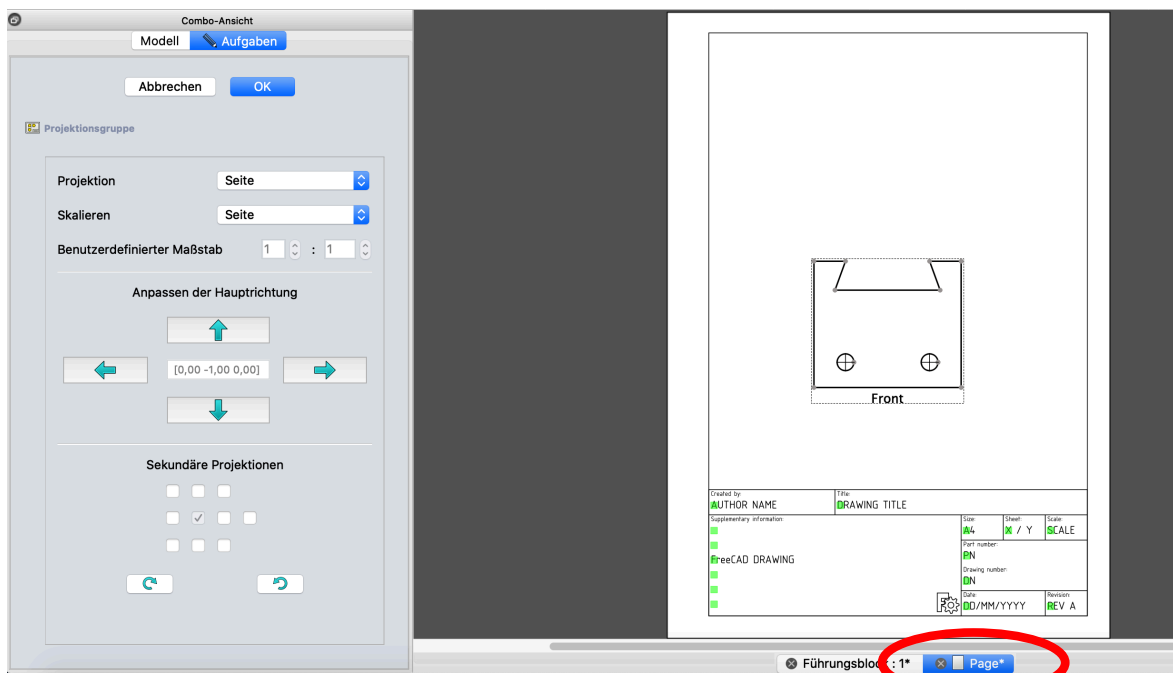 Combo-Ansicht
Modell Aufgaben
Abbrechen OK
Projektionsgruppe
Projektion Seite
Skalieren Seite
Benutzerdefinierter Maßstab 1 : 1
Anpassen der Hauptrichtung
[0,00 -1,00 0,00]
Sekundäre Projektionen
Front
Created by: Title:
AUTHOR NAME DRAWING TITLE
Supplementary information: Size: Sheet: Scale:
A4 X / Y SCALE
Part number:
PN
FreeCAD DRAWING
Drawing number:
DN
Date: Revision:
DD/MM/YYYY REV A
Führungsblock : 1* Page*